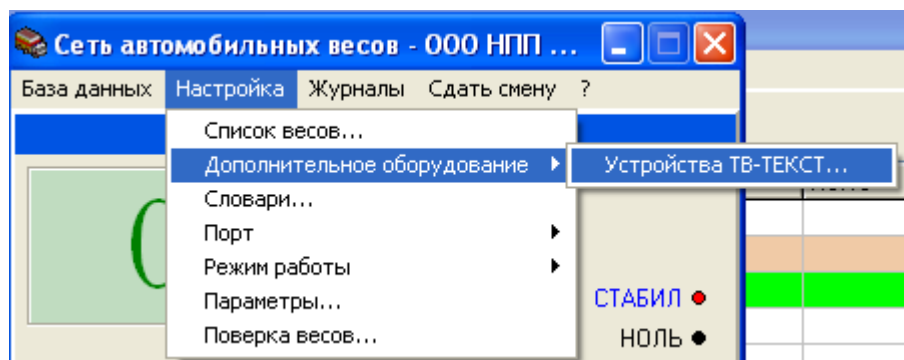 Сеть автомобильных весов - ООО НПП ...
База данных Настройка Журналы Сдать смену ?
Список весов...
Дополнительное оборудование Устройства ТВ-ТЕКСТ...
Словари...
0
Порт
Режим работы
Параметры...
СТАБИЛ
Поверка весов...
НОЛЬ